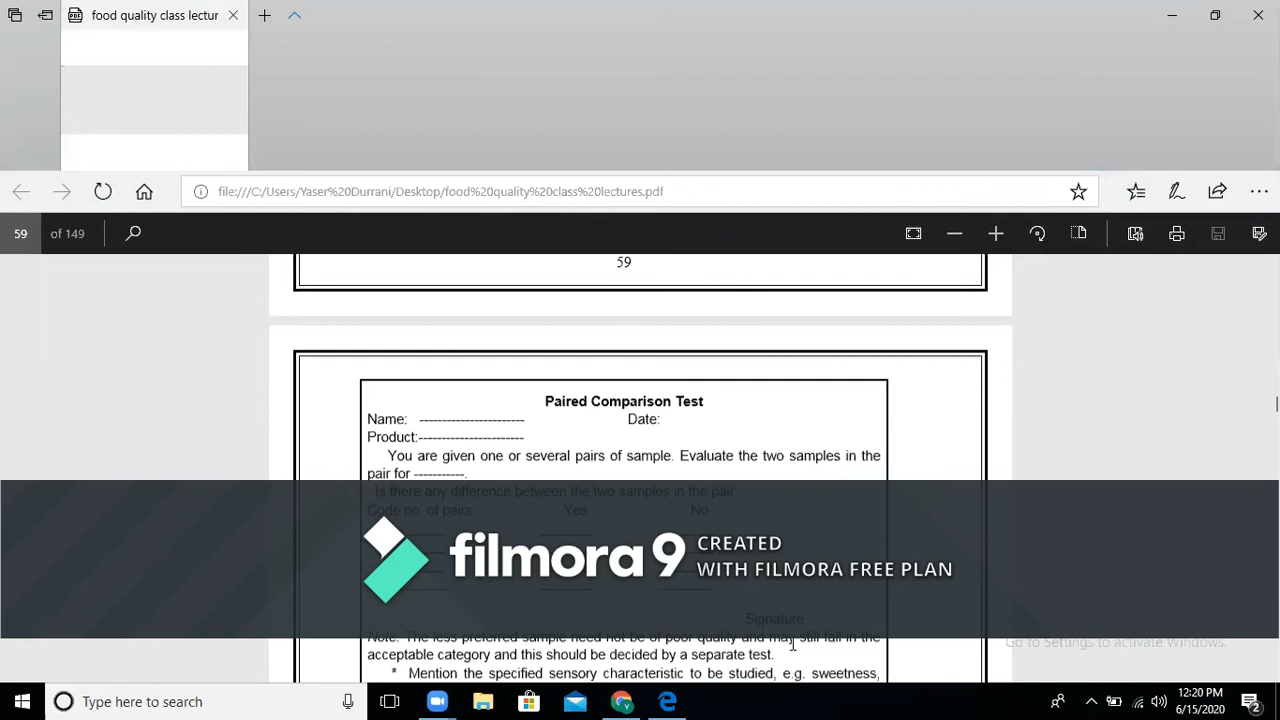 food quality class lectur
file:///C:/Users/Yaser%20Durrani/Desktop/food%20quality%20class%20lectures.pdf
59 of 149
59
Paired Comparison Test
Name: ----------------------- Date:
Product:-----------------------
You are given one or several pairs of sample. Evaluate the two samples in the
pair for -----------.
Is there any difference between the two samples in the pair
Code no. of pairs Yes No
filmora 9 CREATED
WITH FILMORA FREE PLAN
Signature.
Note: The less preferred sample need not be of poor quality and may still fall in the
acceptable category and this should be decided by a separate test.
* Mention the specified sensory characteristic to be studied, e.g. sweetness,
Go to Settings to activate Windows.
Type here to search
12:20 PM
6/15/2020
2